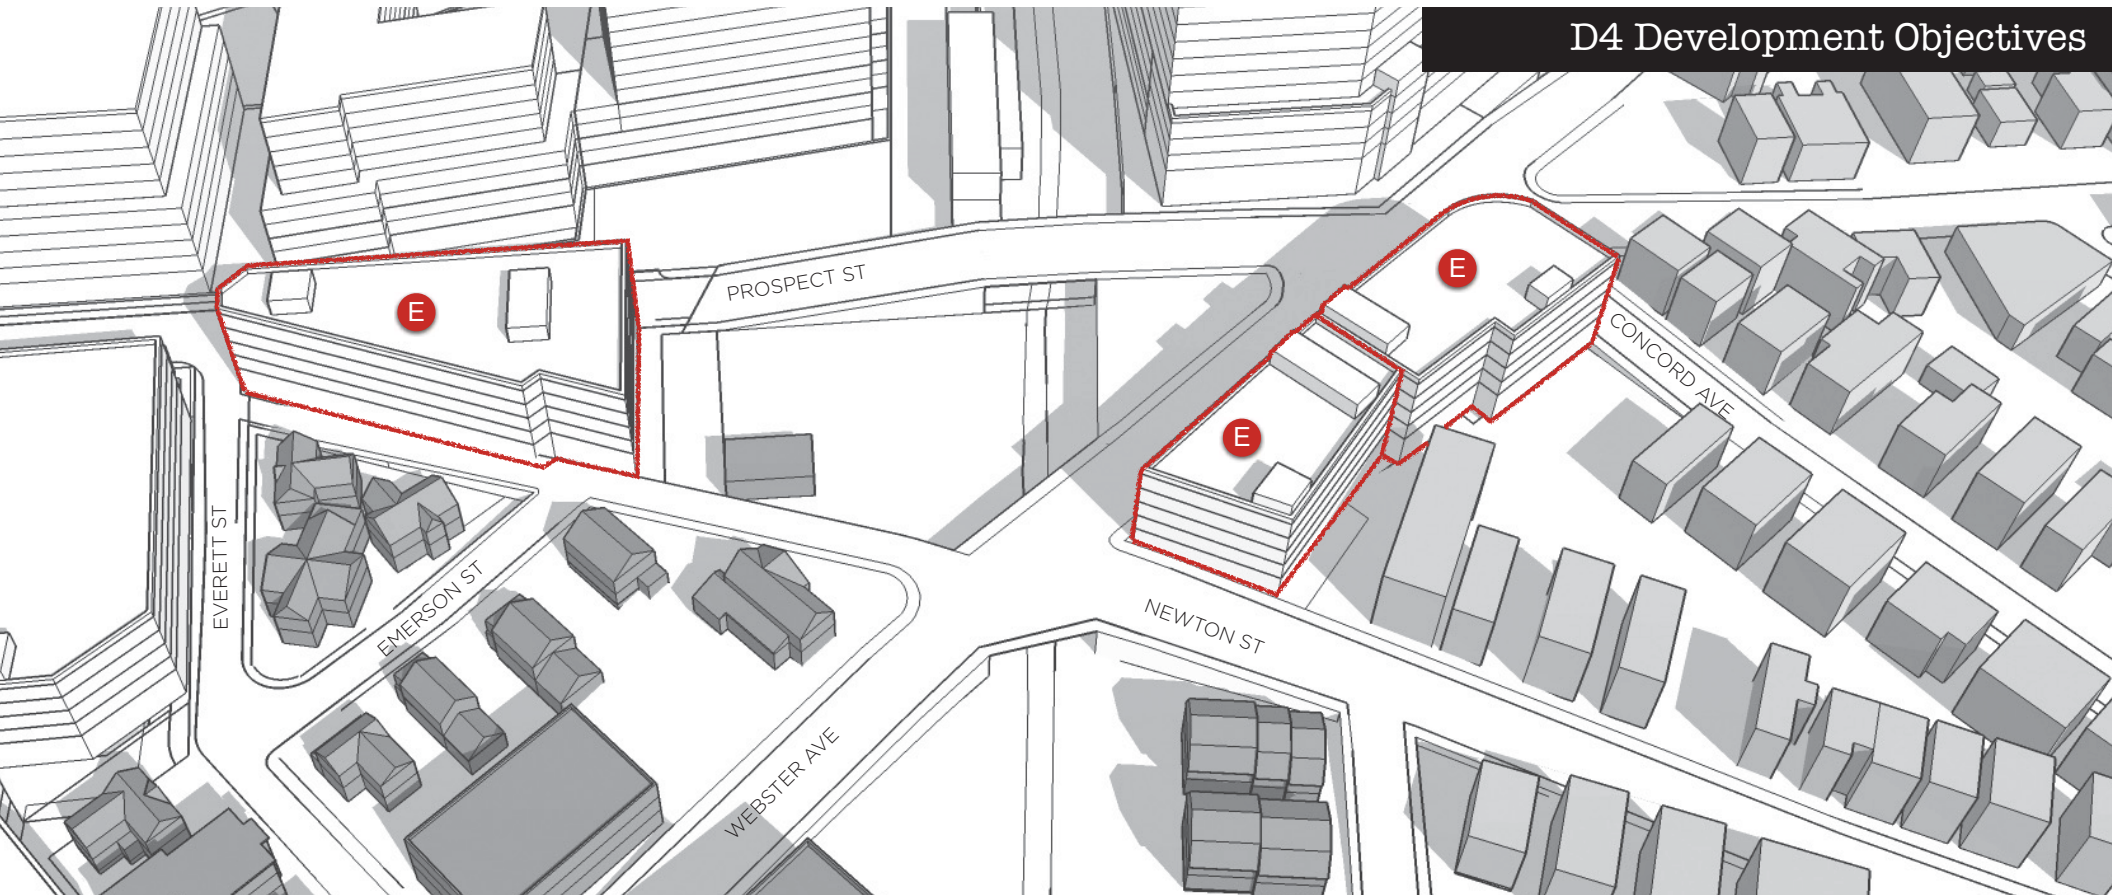 D4 Development Objectives
E
PROSPECT ST
E
CONCORD AVE
E
EVERETT ST
EMERSON ST
NEWTON ST
WEBSTER AVE